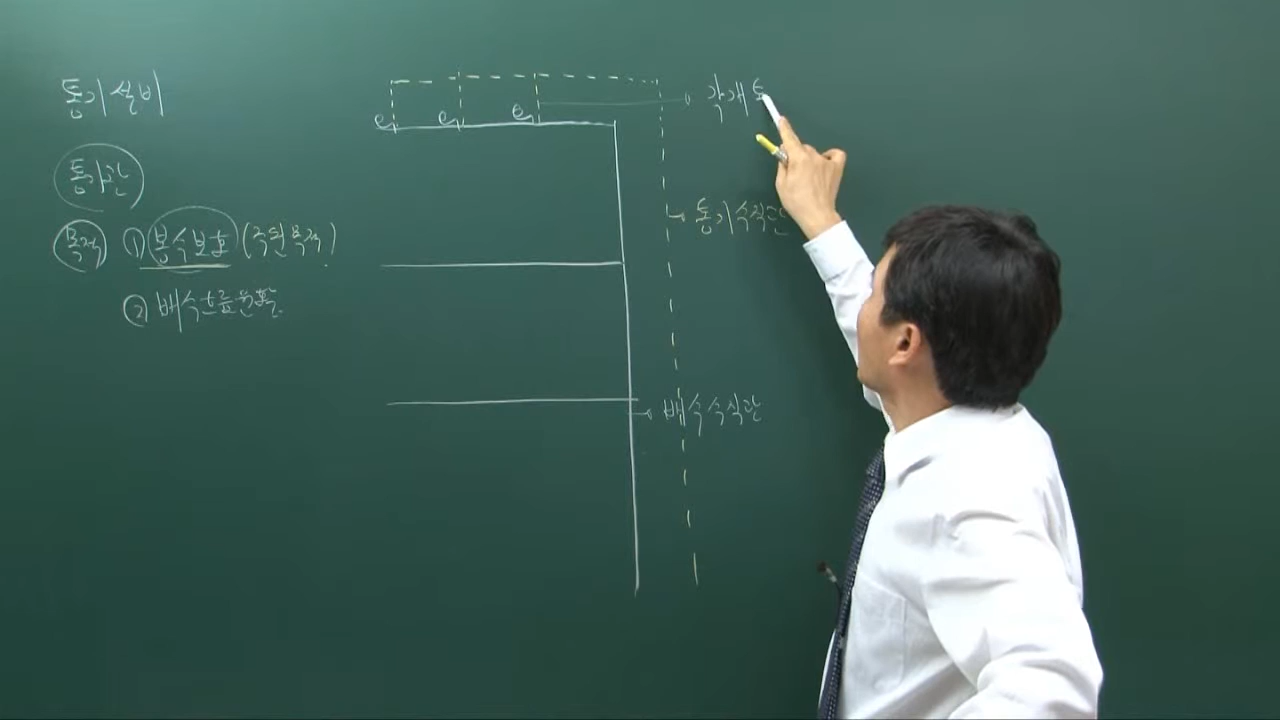 통기설비
통기관
목적 ① 봉수보호 (주된목적).
② 배수흐름원활.
각개토
통기수직관
배수수직관